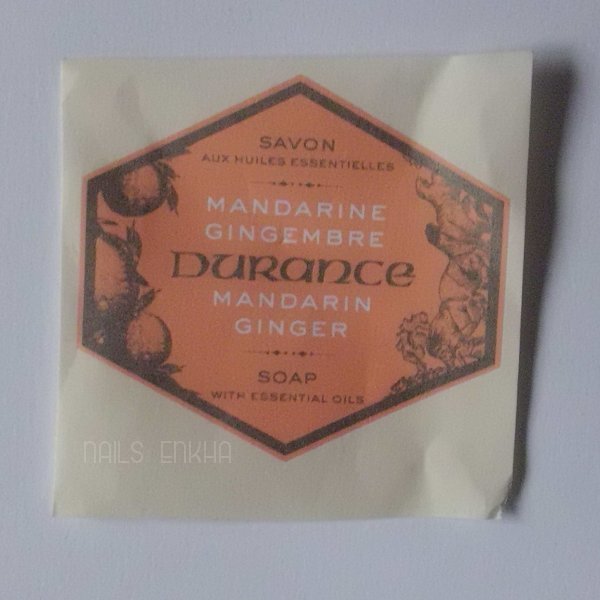 SAVON
AUX HUILES ESSENTIELLES
MANDARINE
GINGEMBRE
DURANCE
MANDARIN
GINGER
SOAP
WITH ESSENTIAL OILS
NAILS ENKHA